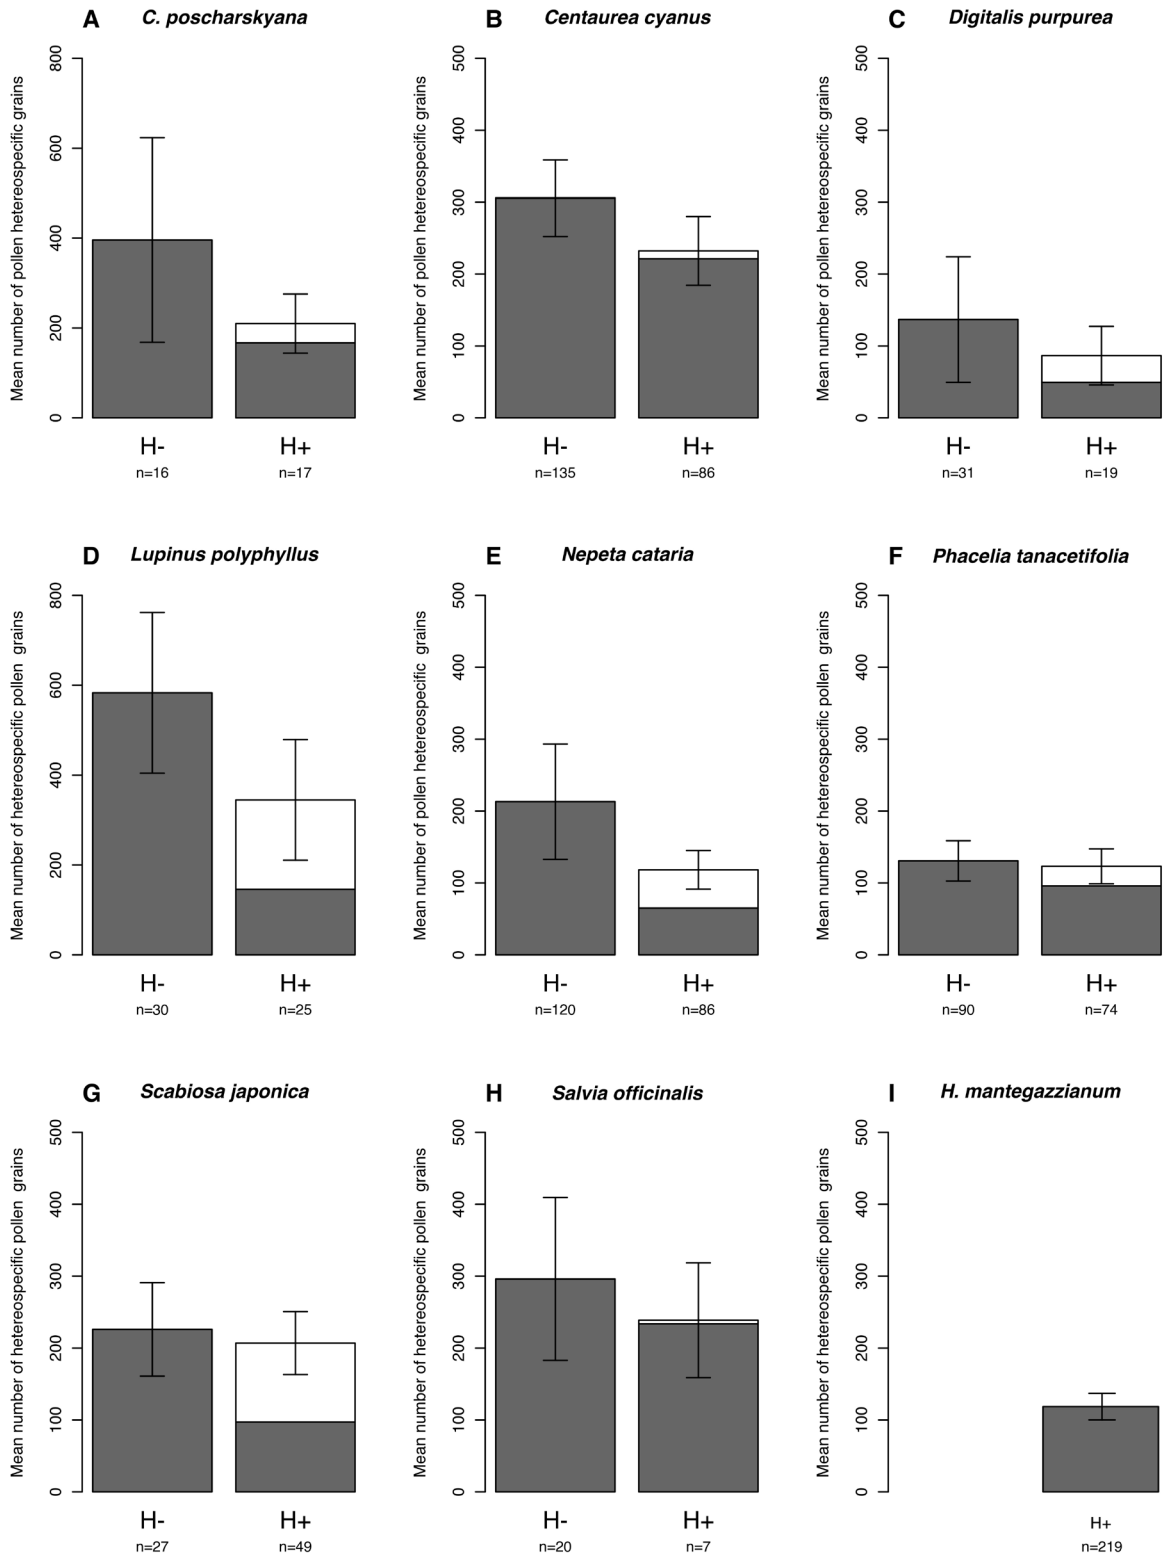 A C. poscharskyana
Mean number of pollen hetereospecific grains
800
600
400
200
0
H- H+
n=16 n=17
B Centaurea cyanus
Mean number of pollen hetereospecific grains
500
400
300
200
100
0
H- H+
n=135 n=86
C Digitalis purpurea
Mean number of pollen hetereospecific grains
500
400
300
200
100
0
H- H+
n=31 n=19
D Lupinus polyphyllus
Mean number of hetereospecific pollen grains
800
600
400
200
0
H- H+
n=30 n=25
E Nepeta cataria
Mean number of pollen hetereospecific grains
500
400
300
200
100
0
H- H+
n=120 n=86
F Phacelia tanacetifolia
Mean number of hetereospecific pollen grains
500
400
300
200
100
0
H- H+
n=90 n=74
G Scabiosa japonica
Mean number of hetereospecific pollen grains
500
400
300
200
100
0
H- H+
n=27 n=49
H Salvia officinalis
Mean number of hetereospecific pollen grains
500
400
300
200
100
0
H- H+
n=20 n=7
I H. mantegazzianum
Mean number of hetereospecific pollen grains
500
400
300
200
100
0
H+
n=219